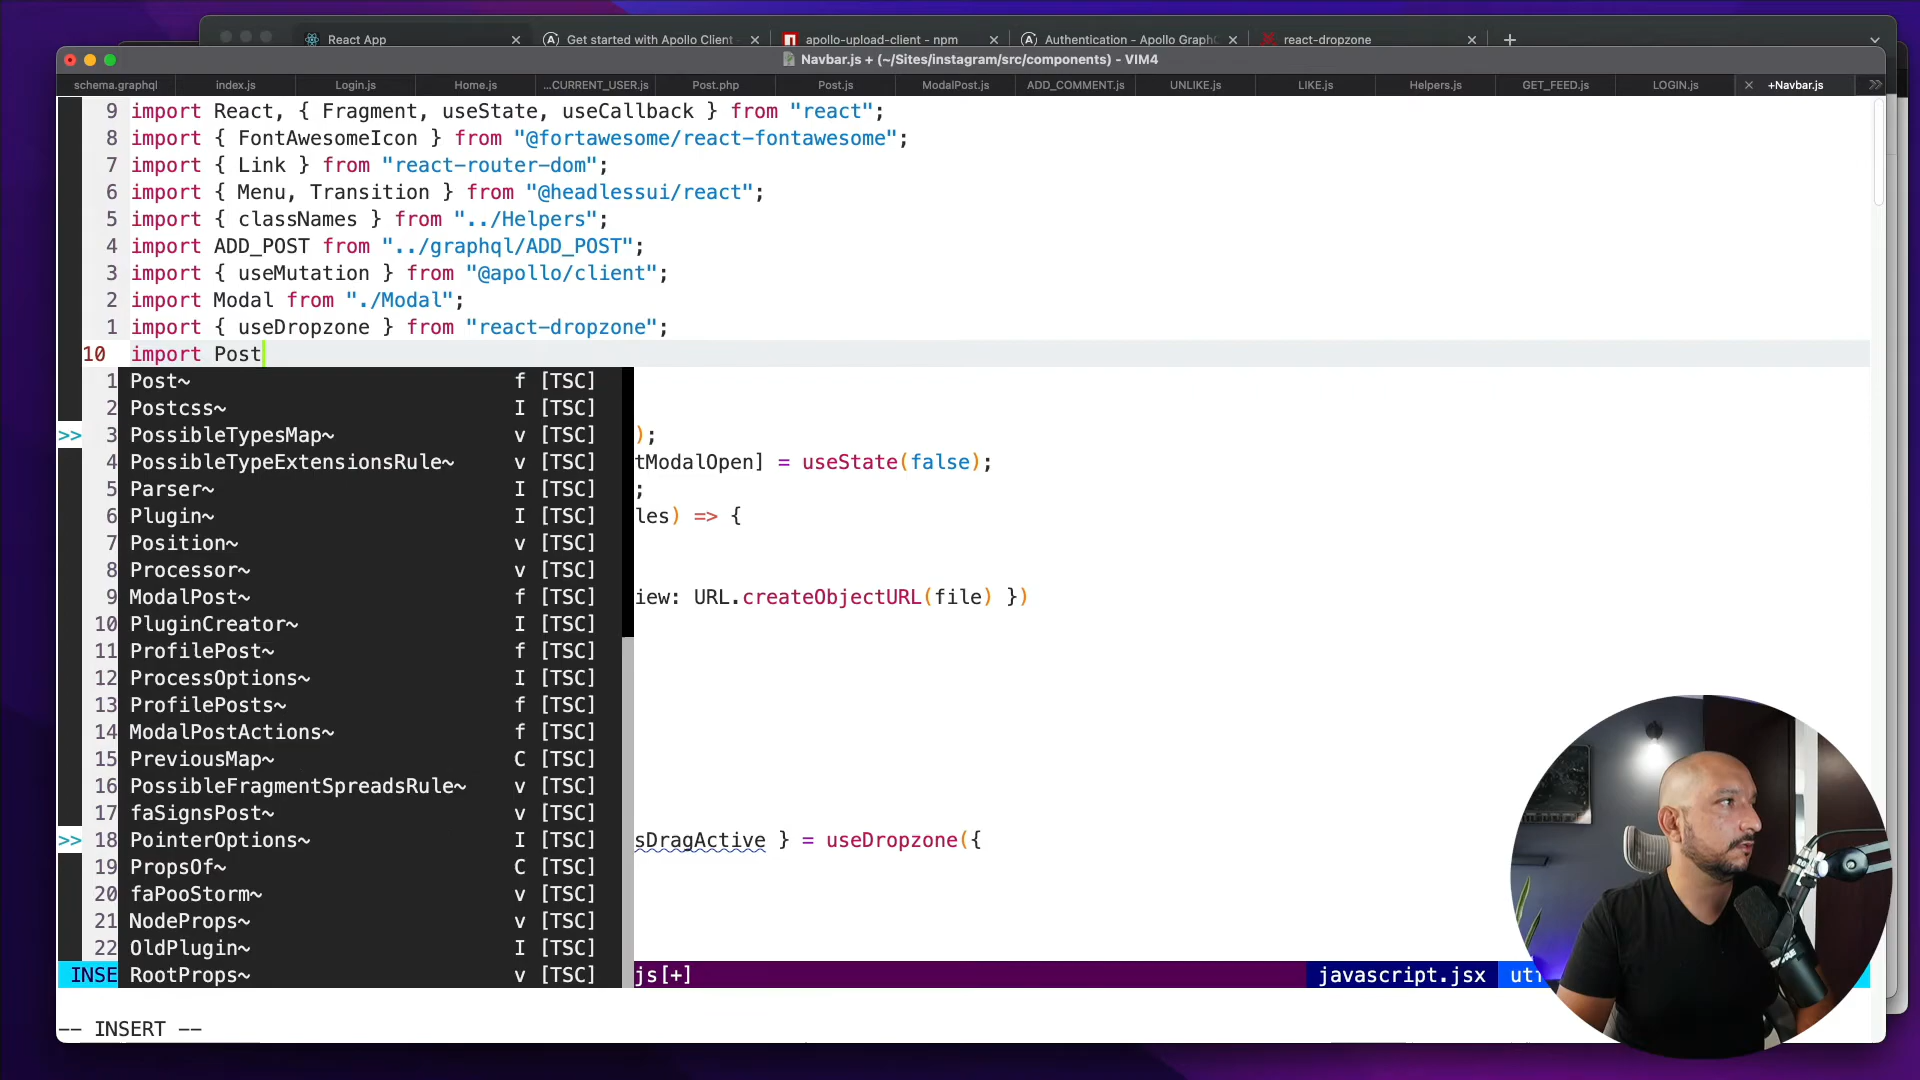 React App
Get started with Apollo Client
apollo-upload-client - npm
Authentication - Apollo GraphQ
react-dropzone
Navbar.js + (~/Sites/instagram/src/components) - VIM4
schema.graphql
index.js
Login.js
Home.js
...CURRENT_USER.js
Post.php
Post.js
ModalPost.js
ADD_COMMENT.js
UNLIKE.js
LIKE.js
Helpers.js
GET_FEED.js
LOGIN.js
+Navbar.js
9 import React, { Fragment, useState, useCallback } from "react";
8 import { FontAwesomeIcon } from "@fortawesome/react-fontawesome";
7 import { Link } from "react-router-dom";
6 import { Menu, Transition } from "@headlessui/react";
5 import { classNames } from "../Helpers";
4 import ADD_POST from "../graphql/ADD_POST";
3 import { useMutation } from "@apollo/client";
2 import Modal from "./Modal";
1 import { useDropzone } from "react-dropzone";
10 import Post
1 Post~ f [TSC]
2 Postcss~ I [TSC]
>> 3 PossibleTypesMap~ v [TSC] );
4 PossibleTypeExtensionsRule~ v [TSC] tModalOpen] = useState(false);
5 Parser~ I [TSC] ;
6 Plugin~ I [TSC] les) => {
7 Position~ v [TSC]
8 Processor~ v [TSC]
9 ModalPost~ f [TSC] iew: URL.createObjectURL(file) })
10 PluginCreator~ I [TSC]
11 ProfilePost~ f [TSC]
12 ProcessOptions~ I [TSC]
13 ProfilePosts~ f [TSC]
14 ModalPostActions~ f [TSC]
15 PreviousMap~ C [TSC]
16 PossibleFragmentSpreadsRule~ v [TSC]
17 faSignsPost~ v [TSC]
>> 18 PointerOptions~ I [TSC] sDragActive } = useDropzone({
19 PropsOf~ C [TSC]
20 faPooStorm~ v [TSC]
21 NodeProps~ v [TSC]
22 OldPlugin~ I [TSC]
INSE RootProps~ v [TSC] js[+] javascript.jsx utf
-- INSERT --